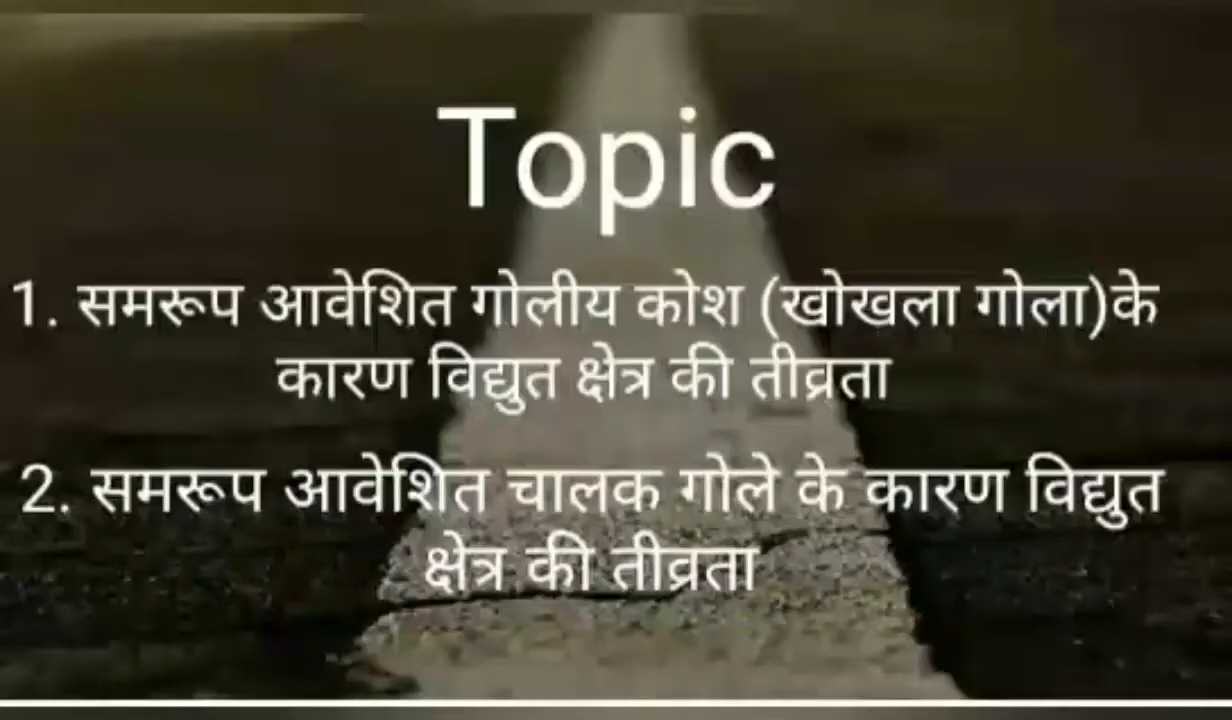 Topic
1. समरूप आवेशित गोलीय कोश (खोखला गोला)के
कारण विद्युत क्षेत्र की तीव्रता
2. समरूप आवेशित चालक गोले के कारण विद्युत
क्षेत्र की तीव्रता